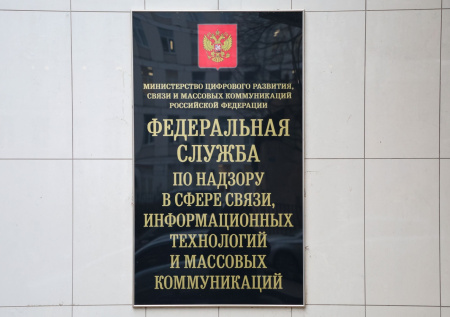 МИНИСТЕРСТВО ЦИФРОВОГО РАЗВИТИЯ,
СВЯЗИ И МАССОВЫХ КОММУНИКАЦИЙ
РОССИЙСКОЙ ФЕДЕРАЦИИ
ФЕДЕРАЛЬНАЯ
СЛУЖБА
ПО НАДЗОРУ
В СФЕРЕ СВЯЗИ,
ИНФОРМАЦИОННЫХ
ТЕХНОЛОГИЙ
И МАССОВЫХ
КОММУНИКАЦИЙ